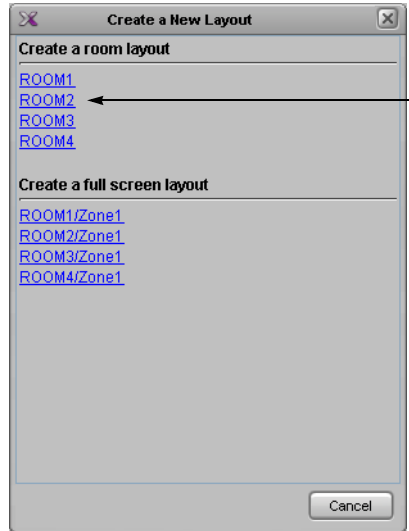 Create a New Layout
Create a room layout
ROOM1
ROOM2
ROOM3
ROOM4
Create a full screen layout
ROOM1/Zone1
ROOM2/Zone1
ROOM3/Zone1
ROOM4/Zone1
Cancel